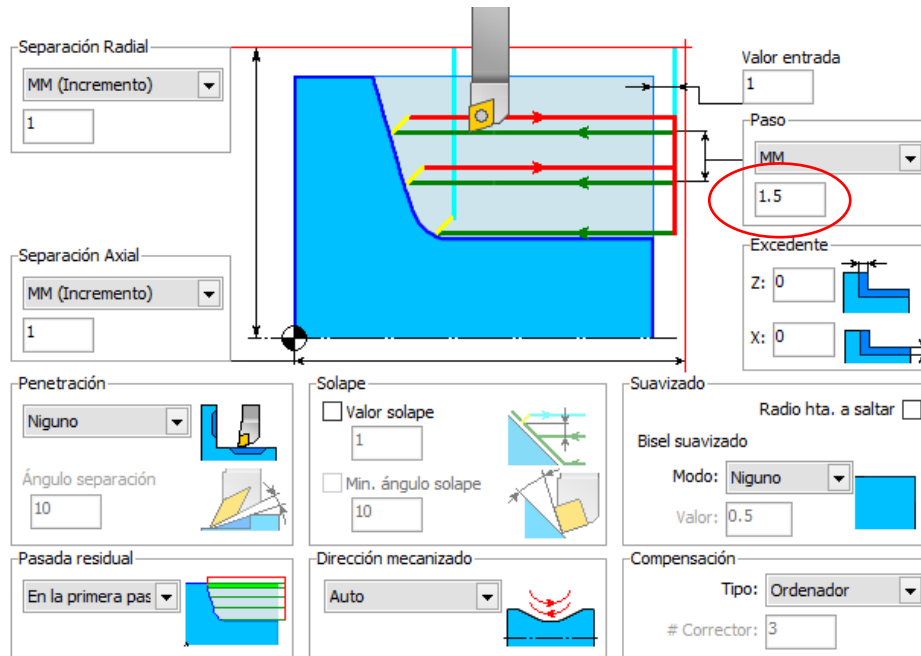 Separación Radial
MM (Incremento)
1
Valor entrada
1
Paso
MM
1.5
Separación Axial
MM (Incremento)
1
Excedente
Z: 0
X: 0
Penetración
Niguno
Ángulo separación
10
Solape
Valor solape
1
Min. ángulo solape
10
Suavizado
Radio hta. a saltar
Bisel suavizado
Modo: Niguno
Valor: 0.5
Pasada residual
En la primera pas
Dirección mecanizado
Auto
Compensación
Tipo: Ordenador
# Corrector: 3